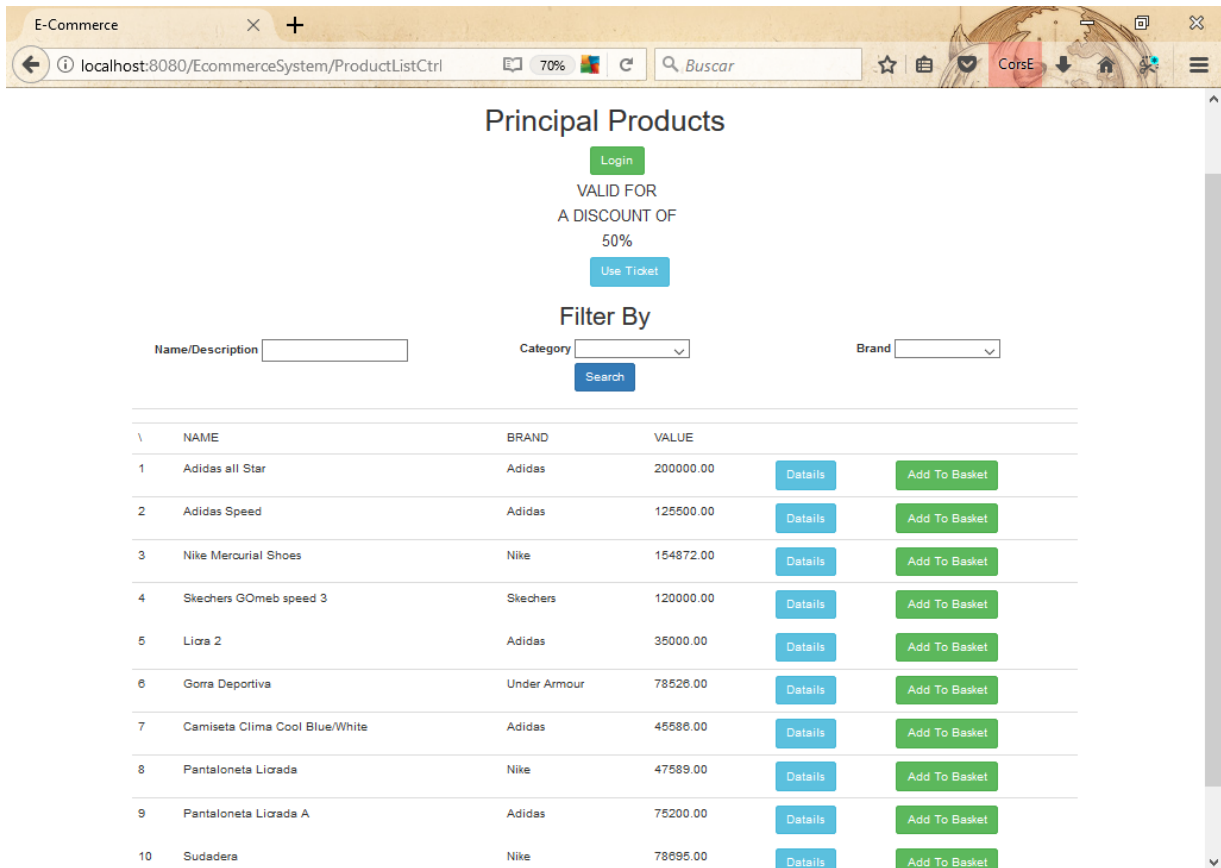 E-Commerce
localhost:8080/EcommerceSystem/ProductListCtrl 70% Buscar CorsE
Principal Products
Login
VALID FOR
A DISCOUNT OF
50%
Use Ticket
Filter By
Name/Description Category Brand
Search
\ NAME BRAND VALUE
1 Adidas all Star Adidas 200000.00 Datails Add To Basket
2 Adidas Speed Adidas 125500.00 Datails Add To Basket
3 Nike Mercurial Shoes Nike 154872.00 Datails Add To Basket
4 Skechers GOmeb speed 3 Skechers 120000.00 Datails Add To Basket
5 Licra 2 Adidas 35000.00 Datails Add To Basket
6 Gorra Deportiva Under Armour 78526.00 Datails Add To Basket
7 Camiseta Clima Cool Blue/White Adidas 45586.00 Datails Add To Basket
8 Pantaloneta Licrada Nike 47589.00 Datails Add To Basket
9 Pantaloneta Licrada A Adidas 75200.00 Datails Add To Basket
10 Sudadera Nike 78695.00 Datails Add To Basket